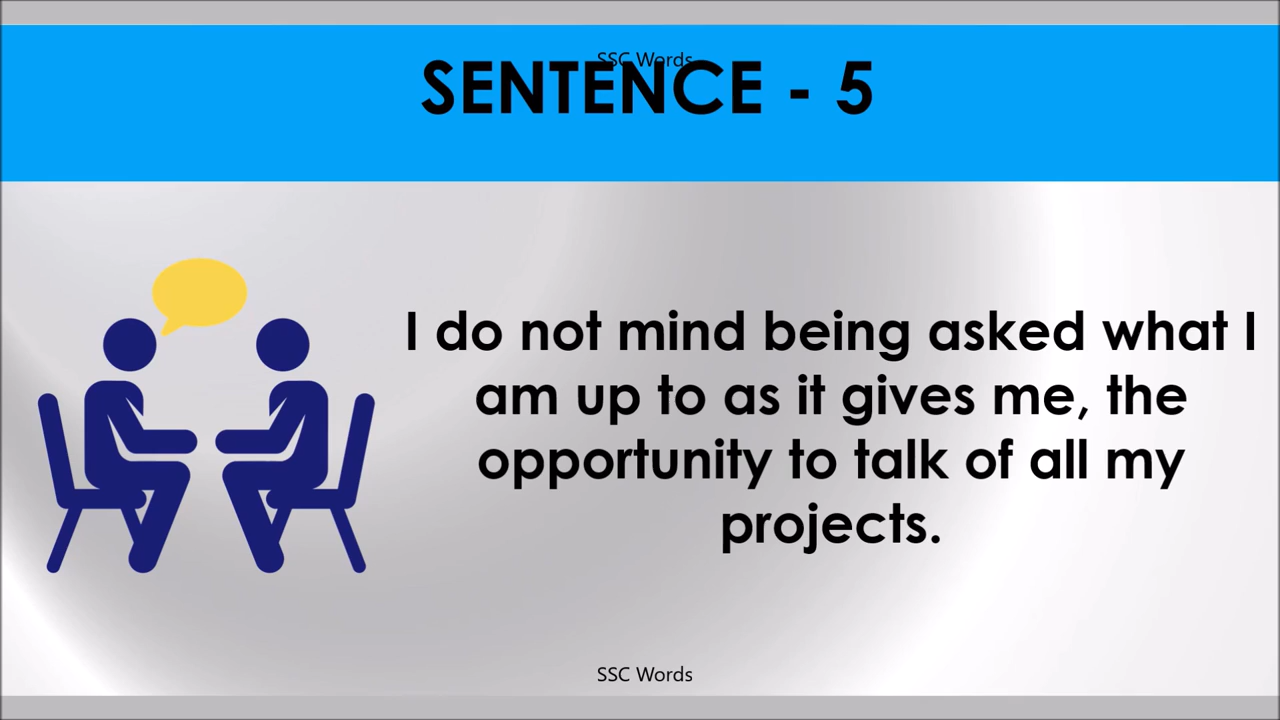 SSC Words
SENTENCE - 5
I do not mind being asked what I
am up to as it gives me, the
opportunity to talk of all my
projects.
SSC Words